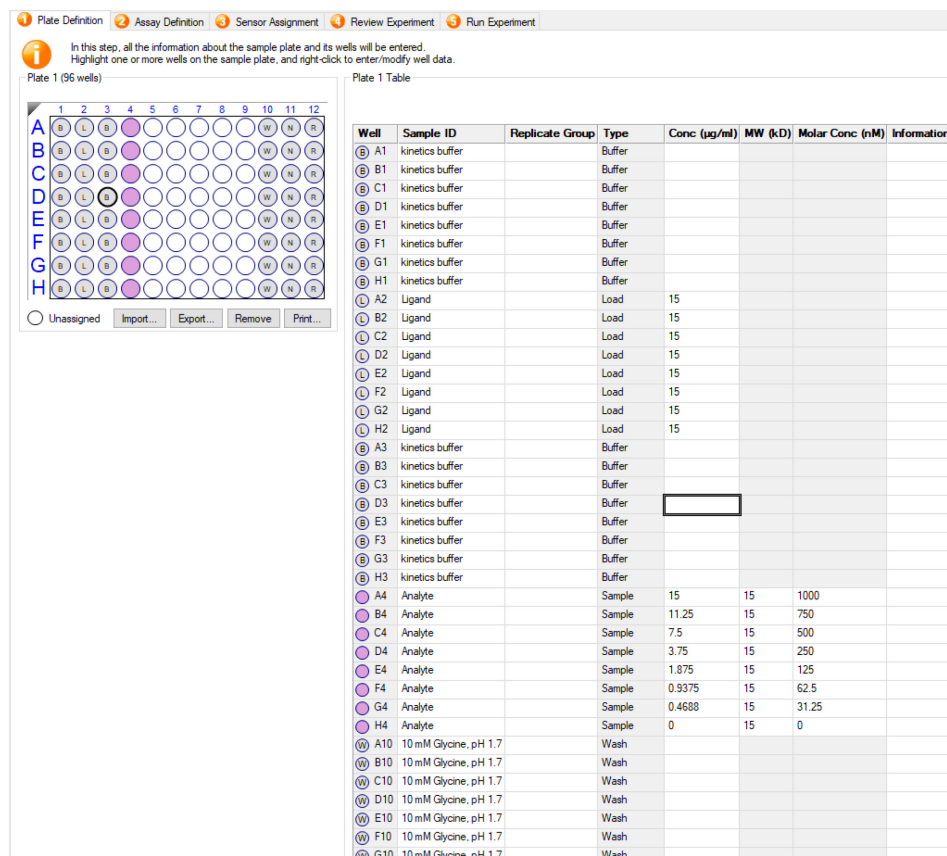 1 Plate Definition 2 Assay Definition 3 Sensor Assignment 4 Review Experiment 5 Run Experiment
i In this step, all the information about the sample plate and its wells will be entered.
Highlight one or more wells on the sample plate, and right-click to enter/modify well data.
Plate 1 (96 wells)
1 2 3 4 5 6 7 8 9 10 11 12
A B L B W N R
B B L B W N R
C B L B W N R
D B L B W N R
E B L B W N R
F B L B W N R
G B L B W N R
H B L B W N R
Unassigned Import... Export... Remove Print...
Plate 1 Table
Well Sample ID Replicate Group Type Conc (µg/ml) MW (kD) Molar Conc (nM) Information
B A1 kinetics buffer Buffer
B B1 kinetics buffer Buffer
B C1 kinetics buffer Buffer
B D1 kinetics buffer Buffer
B E1 kinetics buffer Buffer
B F1 kinetics buffer Buffer
B G1 kinetics buffer Buffer
B H1 kinetics buffer Buffer
L A2 Ligand Load 15
L B2 Ligand Load 15
L C2 Ligand Load 15
L D2 Ligand Load 15
L E2 Ligand Load 15
L F2 Ligand Load 15
L G2 Ligand Load 15
L H2 Ligand Load 15
B A3 kinetics buffer Buffer
B B3 kinetics buffer Buffer
B C3 kinetics buffer Buffer
B D3 kinetics buffer Buffer
B E3 kinetics buffer Buffer
B F3 kinetics buffer Buffer
B G3 kinetics buffer Buffer
B H3 kinetics buffer Buffer
A4 Analyte Sample 15 15 1000
B4 Analyte Sample 11.25 15 750
C4 Analyte Sample 7.5 15 500
D4 Analyte Sample 3.75 15 250
E4 Analyte Sample 1.875 15 125
F4 Analyte Sample 0.9375 15 62.5
G4 Analyte Sample 0.4688 15 31.25
H4 Analyte Sample 0 15 0
W A10 10 mM Glycine, pH 1.7 Wash
W B10 10 mM Glycine, pH 1.7 Wash
W C10 10 mM Glycine, pH 1.7 Wash
W D10 10 mM Glycine, pH 1.7 Wash
W E10 10 mM Glycine, pH 1.7 Wash
W F10 10 mM Glycine, pH 1.7 Wash
W G10 10 mM Glycine, pH 1.7 Wash